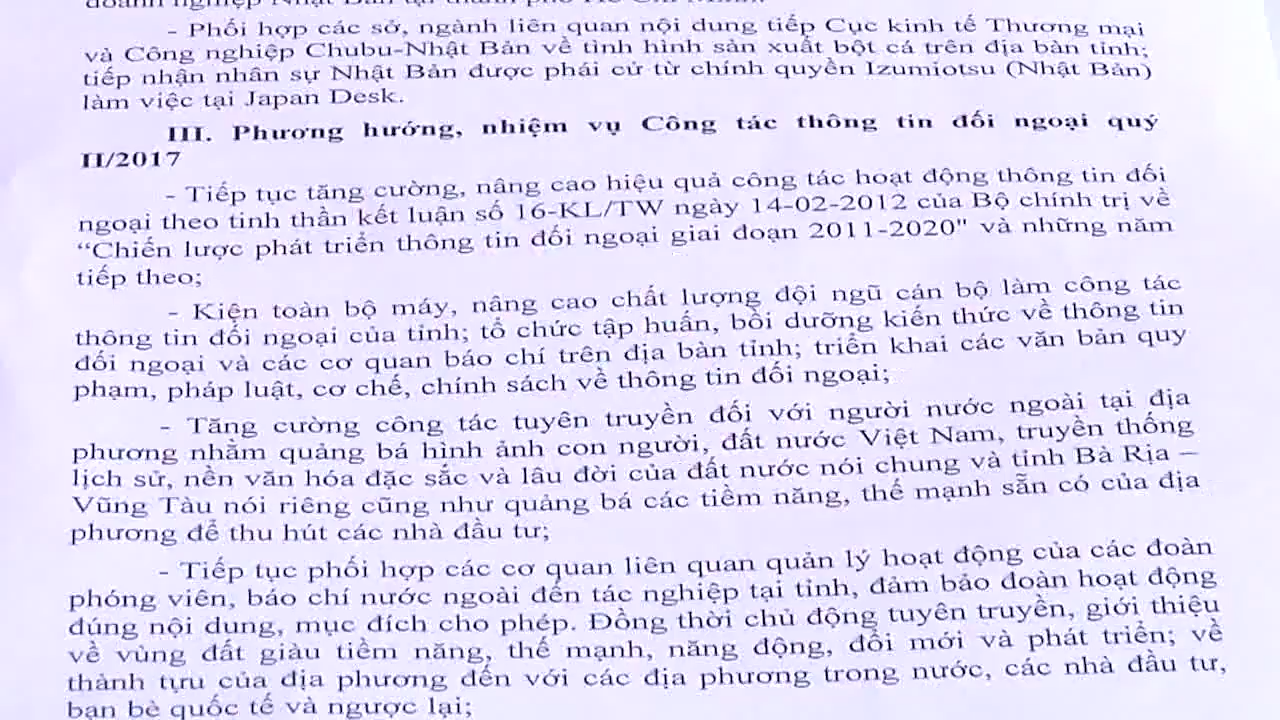 doanh nghiệp Nhật Bản tại thành phố Hồ Chí Minh.
- Phối hợp các sở, ngành liên quan nội dung tiếp Cục kinh tế Thương mại
và Công nghiệp Chubu-Nhật Bản về tình hình sản xuất bột cá trên địa bàn tỉnh;
tiếp nhận nhân sự Nhật Bản được phái cử từ chính quyền Izumiotsu (Nhật Bản)
làm việc tại Japan Desk.
III. Phương hướng, nhiệm vụ Công tác thông tin đối ngoại quý
II/2017
- Tiếp tục tăng cường, nâng cao hiệu quả công tác hoạt động thông tin đối
ngoại theo tinh thần kết luận số 16-KL/TW ngày 14-02-2012 của Bộ chính trị về
“Chiến lược phát triển thông tin đối ngoại giai đoạn 2011-2020" và những năm
tiếp theo;
- Kiện toàn bộ máy, nâng cao chất lượng đội ngũ cán bộ làm công tác
thông tin đối ngoại của tỉnh; tổ chức tập huấn, bồi dưỡng kiến thức về thông tin
đối ngoại và các cơ quan báo chí trên địa bàn tỉnh; triển khai các văn bản quy
phạm, pháp luật, cơ chế, chính sách về thông tin đối ngoại;
- Tăng cường công tác tuyên truyền đối với người nước ngoài tại địa
phương nhằm quảng bá hình ảnh con người, đất nước Việt Nam, truyền thống
lịch sử, nền văn hóa đặc sắc và lâu đời của đất nước nói chung và tỉnh Bà Rịa –
Vũng Tàu nói riêng cũng như quảng bá các tiềm năng, thế mạnh sẵn có của địa
phương để thu hút các nhà đầu tư;
- Tiếp tục phối hợp các cơ quan liên quan quản lý hoạt động của các đoàn
phóng viên, báo chí nước ngoài đến tác nghiệp tại tỉnh, đảm bảo đoàn hoạt động
đúng nội dung, mục đích cho phép. Đồng thời chủ động tuyên truyền, giới thiệu
về vùng đất giàu tiềm năng, thế mạnh, năng động, đổi mới và phát triển; về
thành tựu của địa phương đến với các địa phương trong nước, các nhà đầu tư,
bạn bè quốc tế và ngược lại;